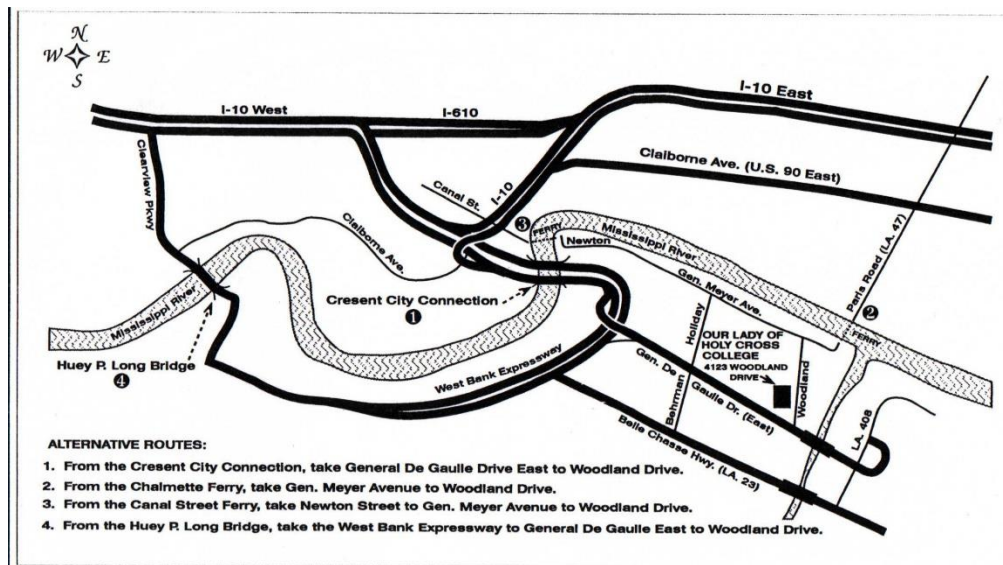 N
W E
S
I-10 West
I-610
I-10 East
Clearview Pkwy
Canal St.
I-10
Claiborne Ave. (U.S. 90 East)
Claiborne Ave.
❸
FERRY
Newton
Mississippi River
Paris Road (LA. 47)
Gen. Meyer Ave.
Mississippi River
Cresent City Connection
❶
Holiday
❷
FERRY
OUR LADY OF
HOLY CROSS
COLLEGE
4123 WOODLAND
DRIVE
Huey P. Long Bridge
❹
West Bank Expressway
Gen. De
Gaulle Dr. (East)
Behrman
Woodland
Belle Chasse Hwy. (LA. 23)
LA. 408
ALTERNATIVE ROUTES:
1. From the Cresent City Connection, take General De Gaulle Drive East to Woodland Drive.
2. From the Chalmette Ferry, take Gen. Meyer Avenue to Woodland Drive.
3. From the Canal Street Ferry, take Newton Street to Gen. Meyer Avenue to Woodland Drive.
4. From the Huey P. Long Bridge, take the West Bank Expressway to General De Gaulle East to Woodland Drive.